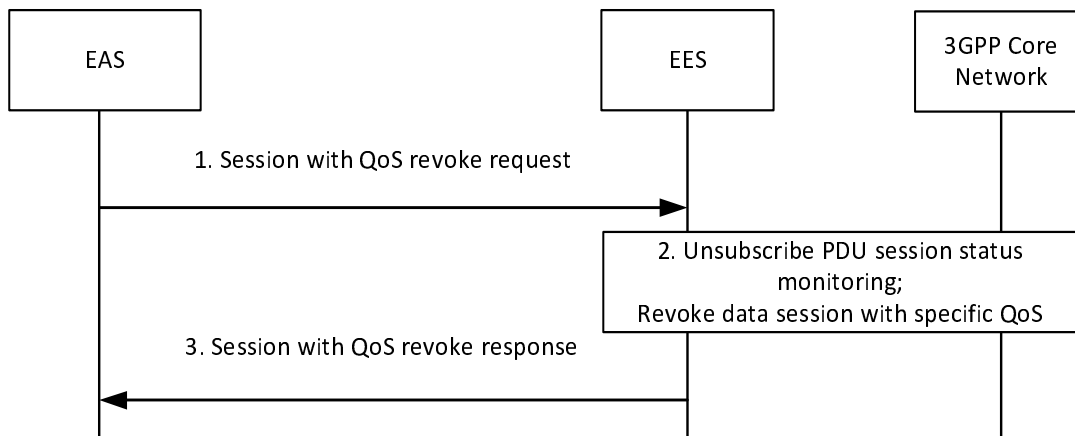 EAS
EES
3GPP Core
Network
1. Session with QoS revoke request
2. Unsubscribe PDU session status
monitoring;
Revoke data session with specific QoS
3. Session with QoS revoke response